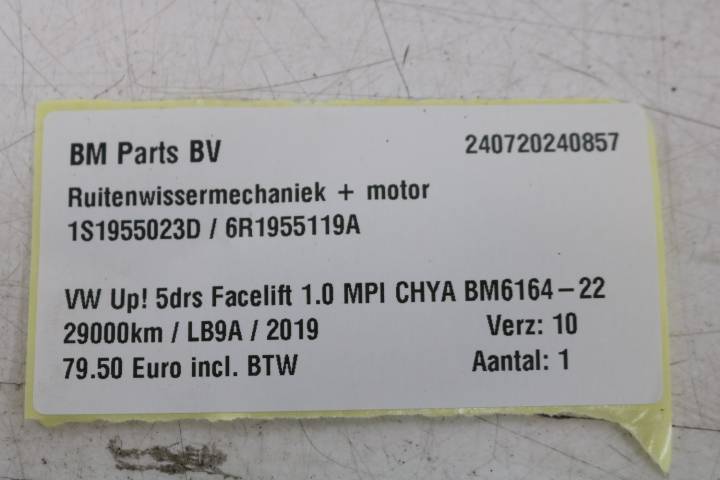 BM Parts BV 240720240857
Ruitenwissermechaniek + motor
1S1955023D / 6R1955119A
VW Up! 5drs Facelift 1.0 MPI CHYA BM6164-22
29000km / LB9A / 2019 Verz: 10
79.50 Euro incl. BTW Aantal: 1